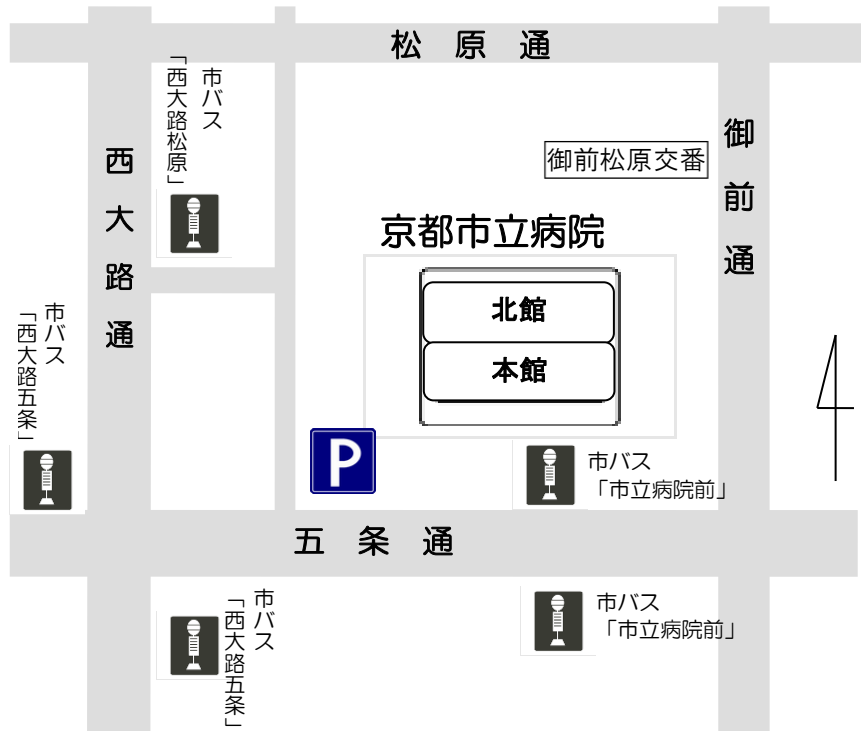 松原通
市バス
「西大路松原」
御前通
西大路通
御前松原交番
京都市立病院
北館
本館
市バス
「西大路五条」
P
市バス
「市立病院前」
五条通
市バス
「西大路五条」
市バス
「市立病院前」